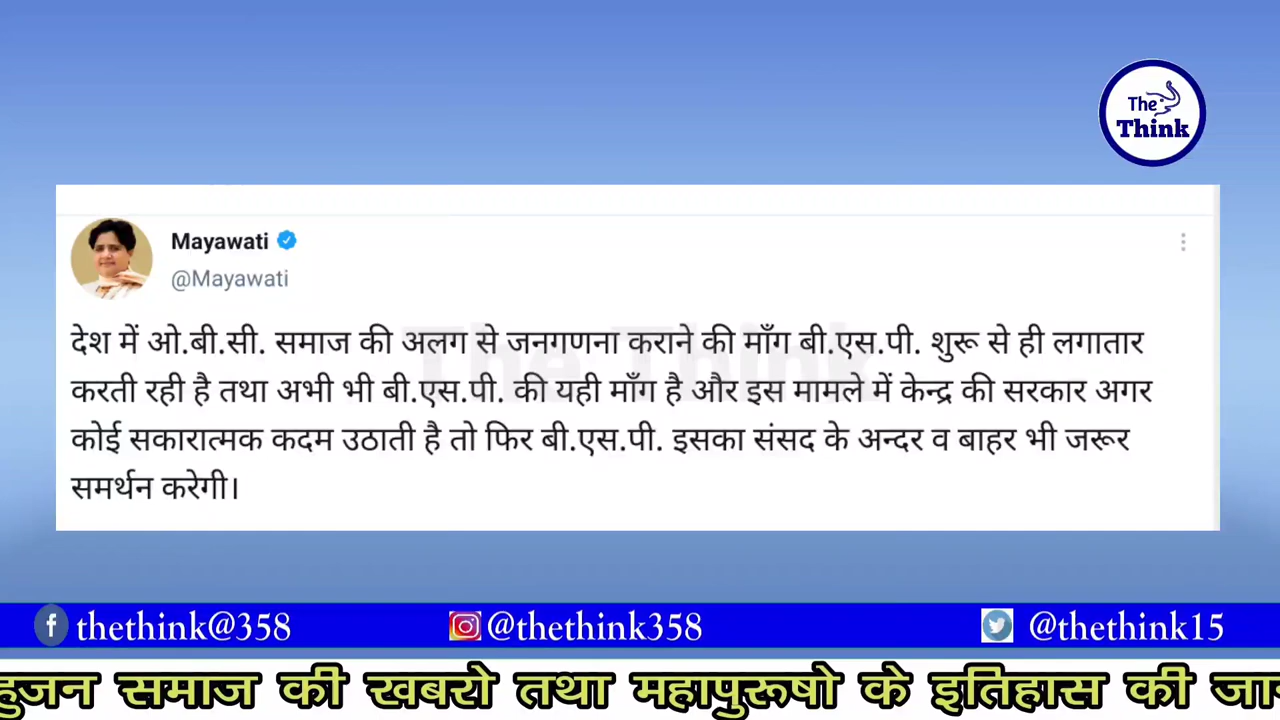 The
Think
Mayawati
@Mayawati
The Think
देश में ओ.बी.सी. समाज की अलग से जनगणना कराने की माँग बी.एस.पी. शुरू से ही लगातार
करती रही है तथा अभी भी बी.एस.पी. की यही माँग है और इस मामले में केन्द्र की सरकार अगर
कोई सकारात्मक कदम उठाती है तो फिर बी.एस.पी. इसका संसद के अन्दर व बाहर भी जरूर
समर्थन करेगी।
thethink@358 @thethink358 @thethink15
समाज की खबरो तथा महापुरूषो के इतिहास की